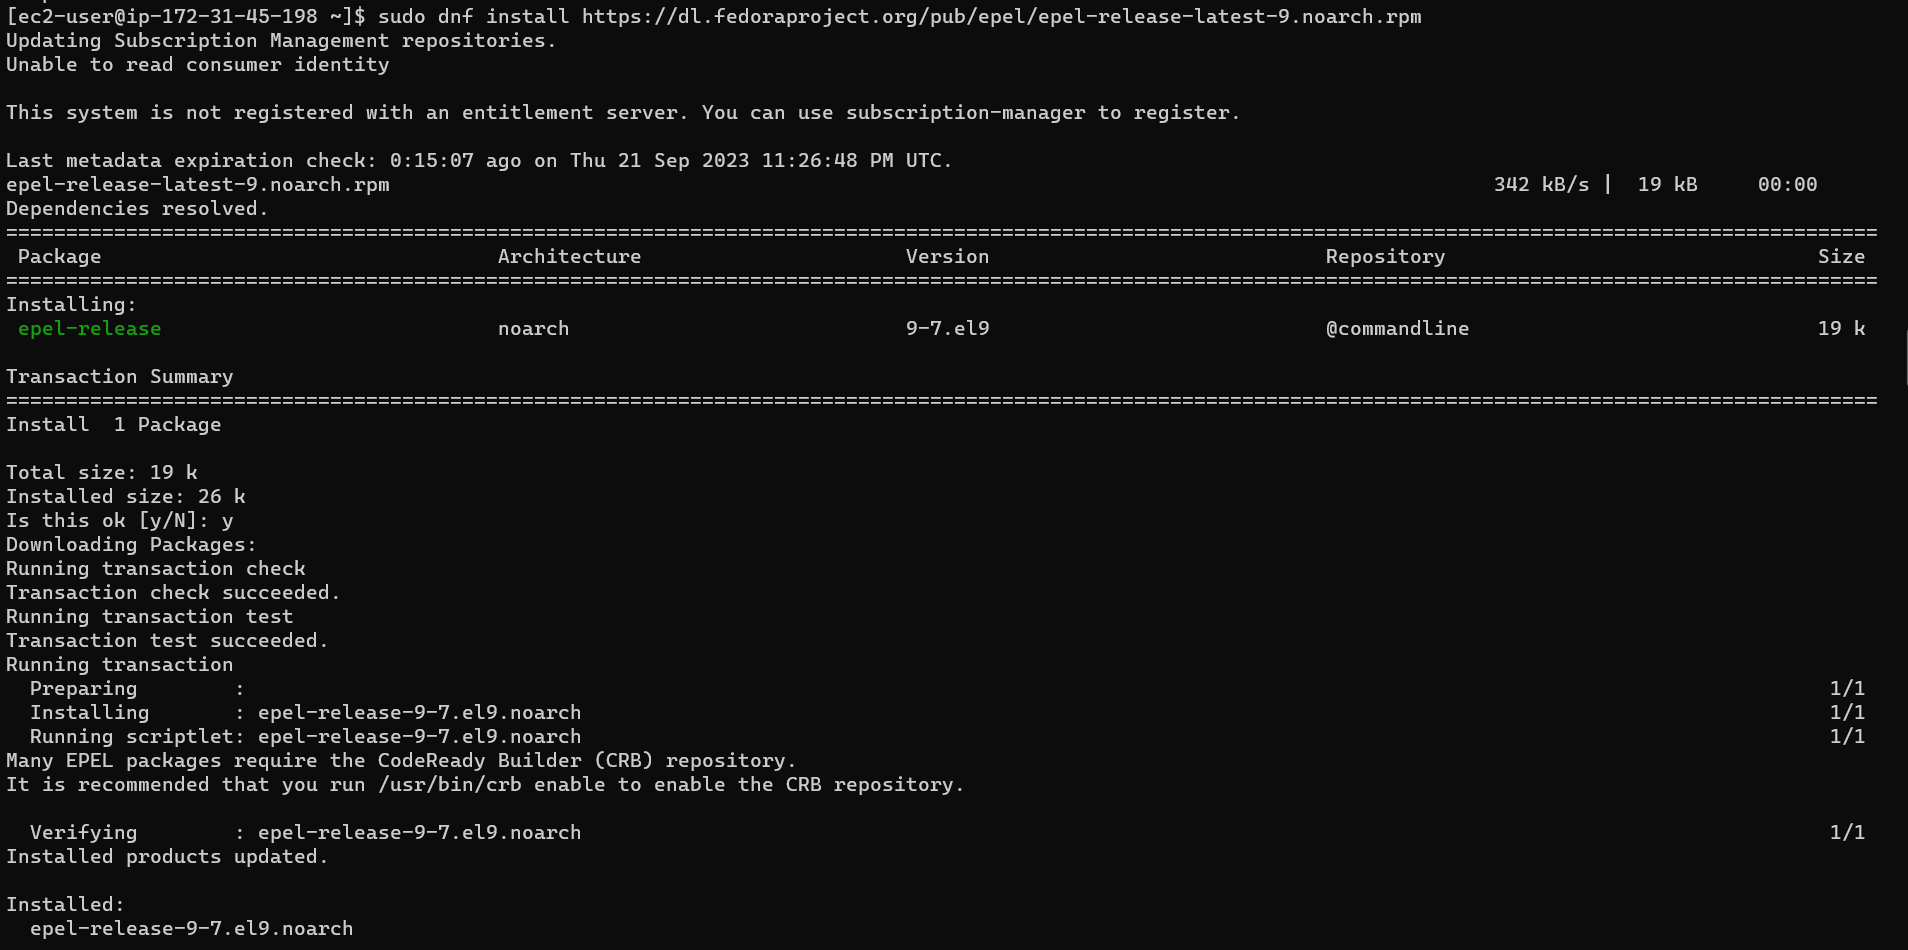 [ec2-user@ip-172-31-45-198 ~]$ sudo dnf install https://dl.fedoraproject.org/pub/epel/epel-release-latest-9.noarch.rpm
Updating Subscription Management repositories.
Unable to read consumer identity

This system is not registered with an entitlement server. You can use subscription-manager to register.

Last metadata expiration check: 0:15:07 ago on Thu 21 Sep 2023 11:26:48 PM UTC.
epel-release-latest-9.noarch.rpm 342 kB/s | 19 kB 00:00
Dependencies resolved.
============================================================================================================================================================
Package Architecture Version Repository Size
============================================================================================================================================================
Installing:
epel-release noarch 9-7.el9 @commandline 19 k

Transaction Summary
============================================================================================================================================================
Install 1 Package

Total size: 19 k
Installed size: 26 k
Is this ok [y/N]: y
Downloading Packages:
Running transaction check
Transaction check succeeded.
Running transaction test
Transaction test succeeded.
Running transaction
Preparing : 1/1
Installing : epel-release-9-7.el9.noarch 1/1
Running scriptlet: epel-release-9-7.el9.noarch 1/1
Many EPEL packages require the CodeReady Builder (CRB) repository.
It is recommended that you run /usr/bin/crb enable to enable the CRB repository.

Verifying : epel-release-9-7.el9.noarch 1/1
Installed products updated.

Installed:
epel-release-9-7.el9.noarch